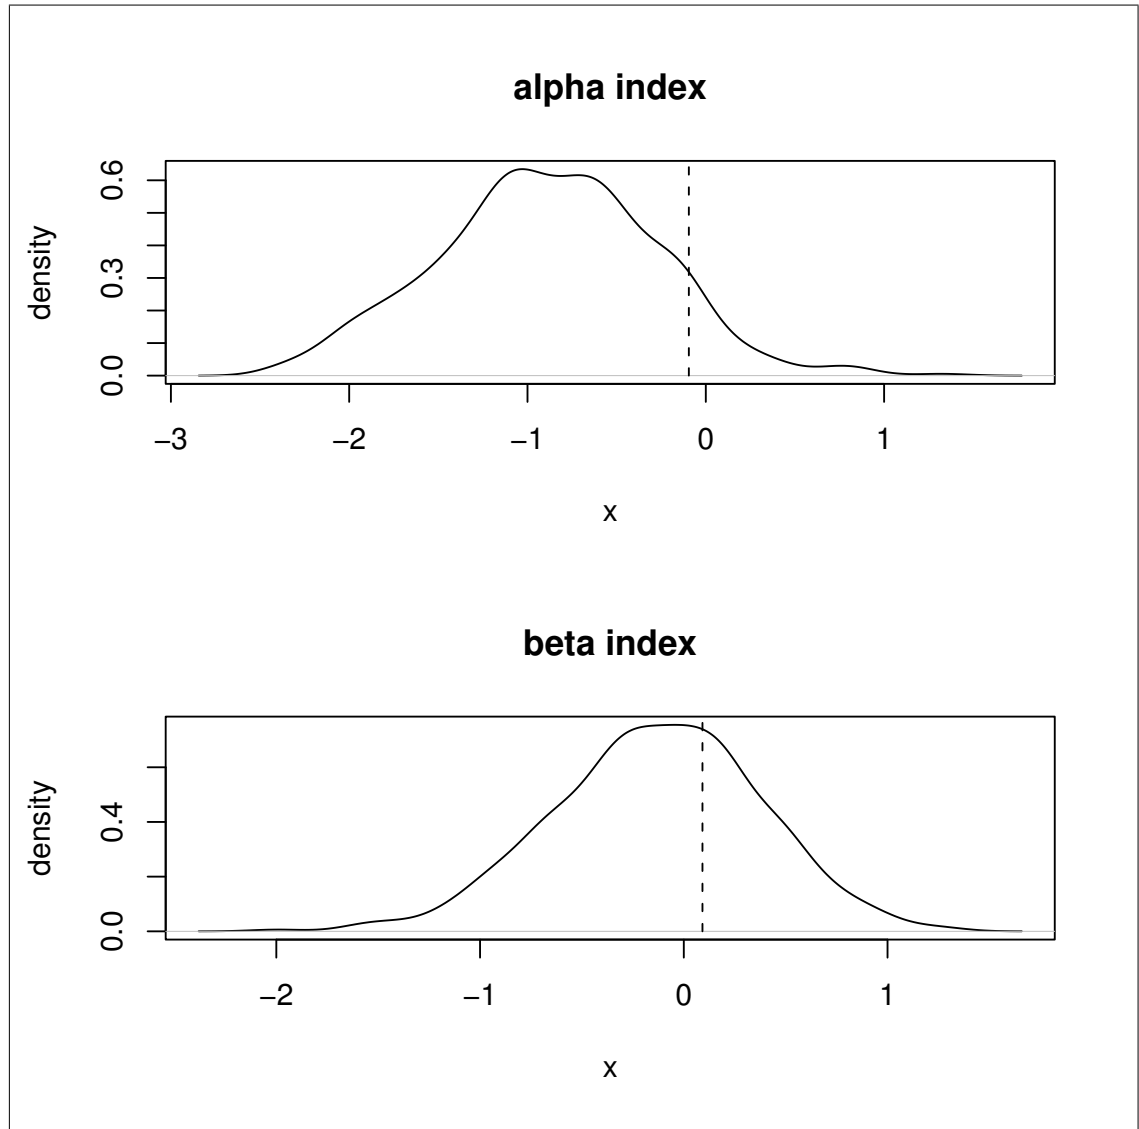 alpha index
density
0.6
0.3
0.0
−3 −2 −1 0 1
x
beta index
density
0.4
0.0
−2 −1 0 1
x